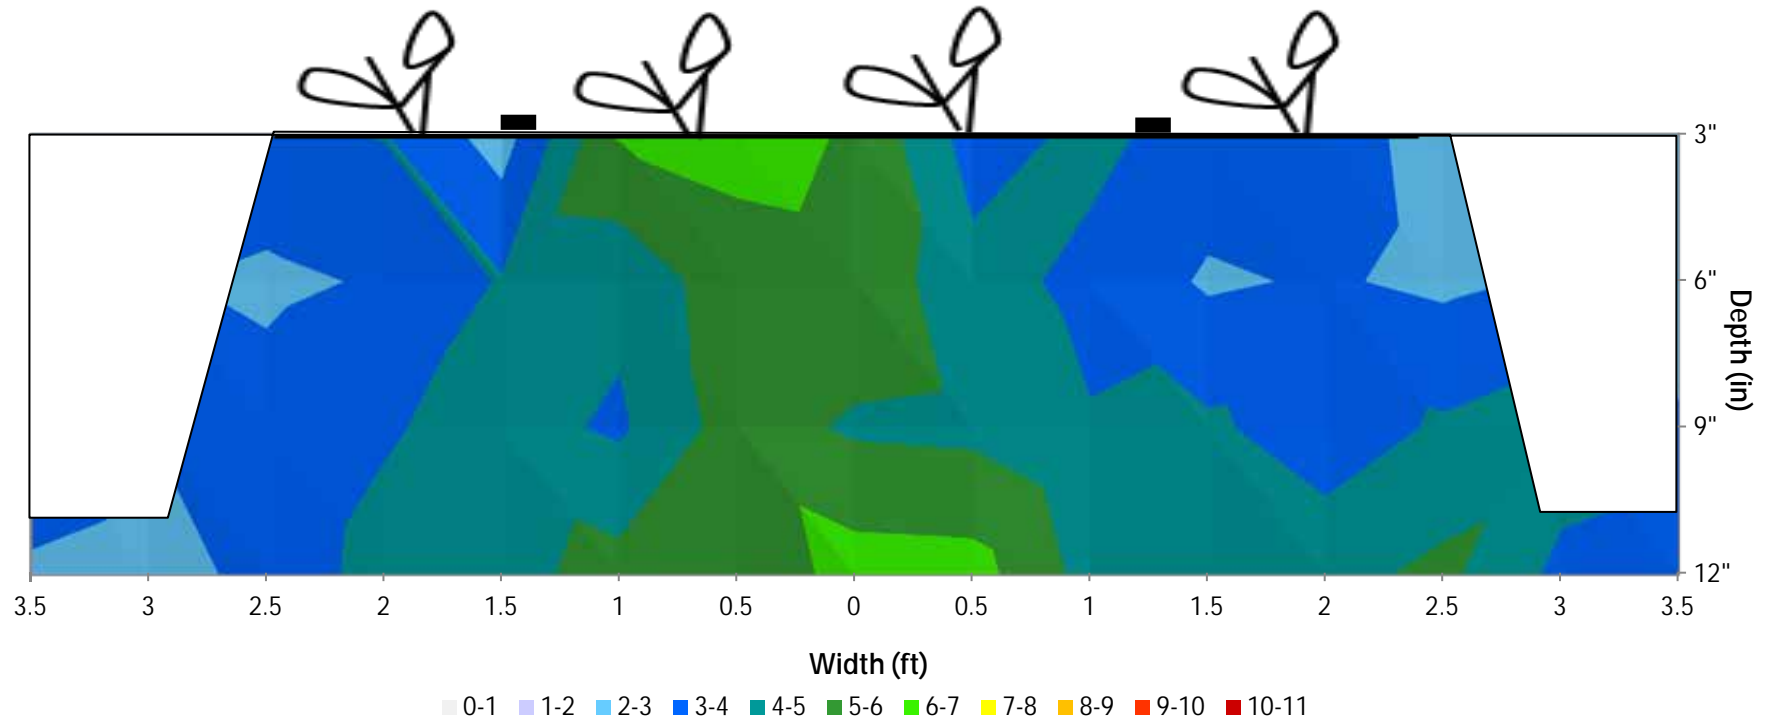 3"
6"
9"
12"
Depth (in)
3.5 3 2.5 2 1.5 1 0.5 0 0.5 1 1.5 2 2.5 3 3.5
Width (ft)
0-1 1-2 2-3 3-4 4-5 5-6 6-7 7-8 8-9 9-10 10-11